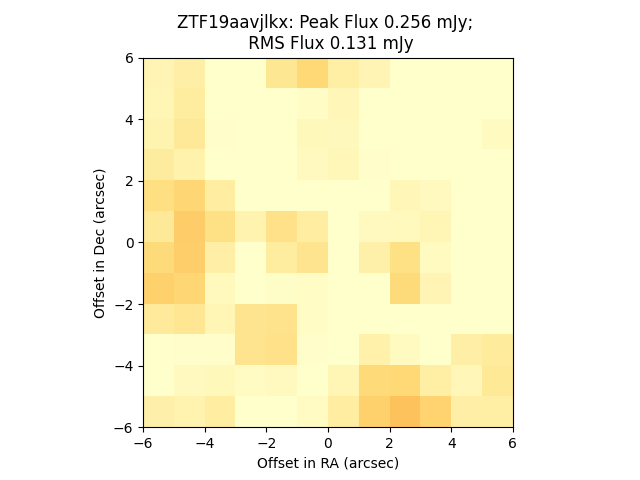 ZTF19aavjlkx: Peak Flux 0.256 mJy;
RMS Flux 0.131 mJy
6
4
2
0
−2
−4
−6
Offset in Dec (arcsec)
−6 −4 −2 0 2 4 6
Offset in RA (arcsec)